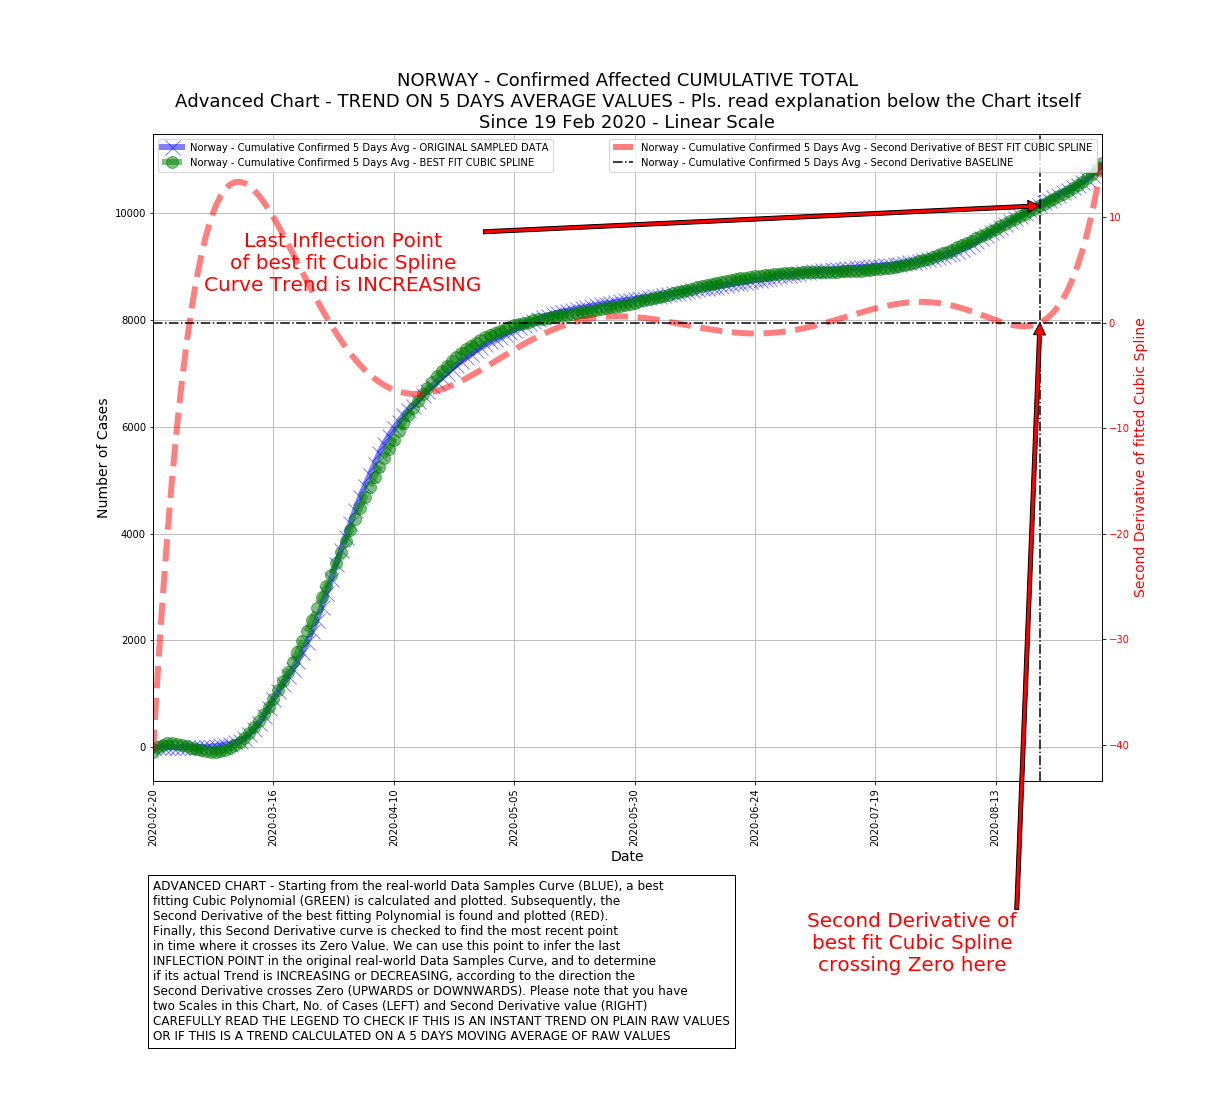 NORWAY - Confirmed Affected CUMULATIVE TOTAL
Advanced Chart - TREND ON 5 DAYS AVERAGE VALUES - Pls. read explanation below the Chart itself
Since 19 Feb 2020 - Linear Scale
Norway - Cumulative Confirmed 5 Days Avg - ORIGINAL SAMPLED DATA
Norway - Cumulative Confirmed 5 Days Avg - BEST FIT CUBIC SPLINE
Norway - Cumulative Confirmed 5 Days Avg - Second Derivative of BEST FIT CUBIC SPLINE
Norway - Cumulative Confirmed 5 Days Avg - Second Derivative BASELINE
Last Inflection Point
of best fit Cubic Spline
Curve Trend is INCREASING
Number of Cases
10000
8000
6000
4000
2000
0
10
0
−10
−20
−30
−40
Second Derivative of fitted Cubic Spline
2020-02-20
2020-03-16
2020-04-10
2020-05-05
2020-05-30
2020-06-24
2020-07-19
2020-08-13
Date
ADVANCED CHART - Starting from the real-world Data Samples Curve (BLUE), a best
fitting Cubic Polynomial (GREEN) is calculated and plotted. Subsequently, the
Second Derivative of the best fitting Polynomial is found and plotted (RED).
Finally, this Second Derivative curve is checked to find the most recent point
in time where it crosses its Zero Value. We can use this point to infer the last
INFLECTION POINT in the original real-world Data Samples Curve, and to determine
if its actual Trend is INCREASING or DECREASING, according to the direction the
Second Derivative crosses Zero (UPWARDS or DOWNWARDS). Please note that you have
two Scales in this Chart, No. of Cases (LEFT) and Second Derivative value (RIGHT)
CAREFULLY READ THE LEGEND TO CHECK IF THIS IS AN INSTANT TREND ON PLAIN RAW VALUES
OR IF THIS IS A TREND CALCULATED ON A 5 DAYS MOVING AVERAGE OF RAW VALUES
Second Derivative of
best fit Cubic Spline
crossing Zero here